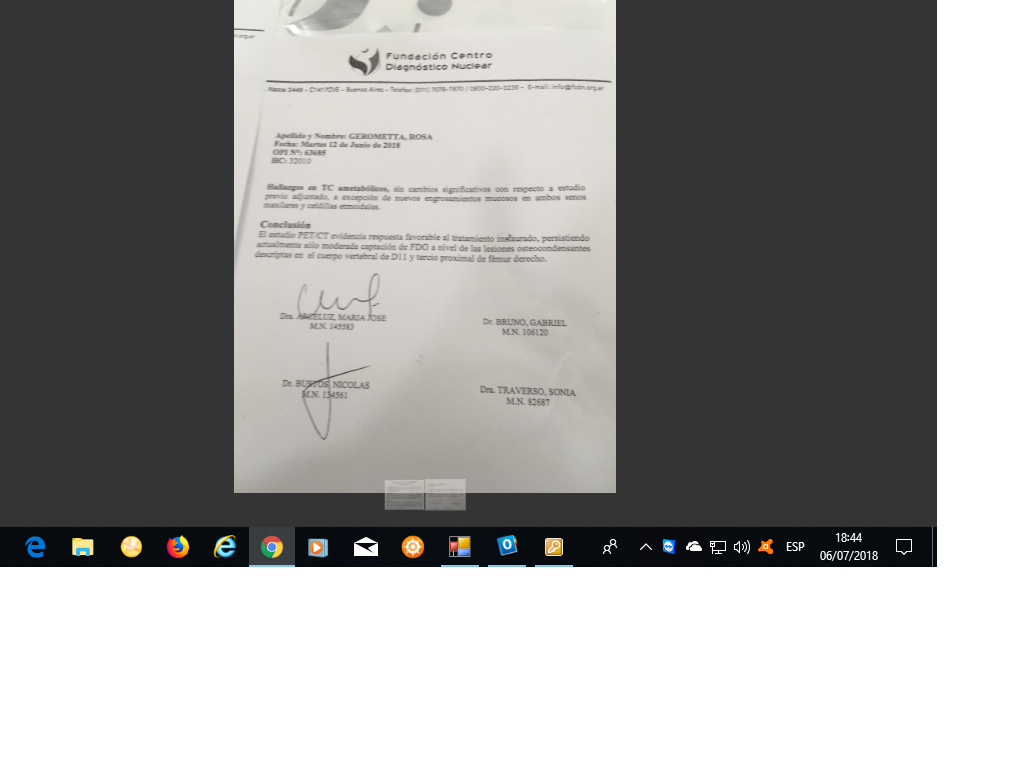 Fundación Centro
Diagnóstico Nuclear
Nazca 3449 - C1417CVE - Buenos Aires - Telefax: (011) 7078-7870 / 0800-220-3236 - E-mail: info@fcdn.org.ar
Apellido y Nombre: GEROMETTA, ROSA
Fecha: Martes 12 de Junio de 2018
OPI Nº: 63685
HC: 32010
Hallazgos en TC ametabólicos, sin cambios significativos con respecto a estudio
previo adjuntado, a excepción de nuevos engrosamientos mucosos en ambos senos
maxilares y celdillas etmoidales.
Conclusión
El estudio PET/CT evidencia respuesta favorable al tratamiento instaurado, persistiendo
actualmente sólo moderada captación de FDG a nivel de las lesiones osteocondensantes
descriptas en el cuerpo vertebral de D11 y tercio proximal de fémur derecho.
Dra. ARCELUZ, MARIA JOSE
M.N. 145583
Dr. BRUNO, GABRIEL
M.N. 106120
Dr. BUSTOS, NICOLAS
M.N. 134561
Dra. TRAVERSO, SONIA
M.N. 82687
ESP
18:44
06/07/2018